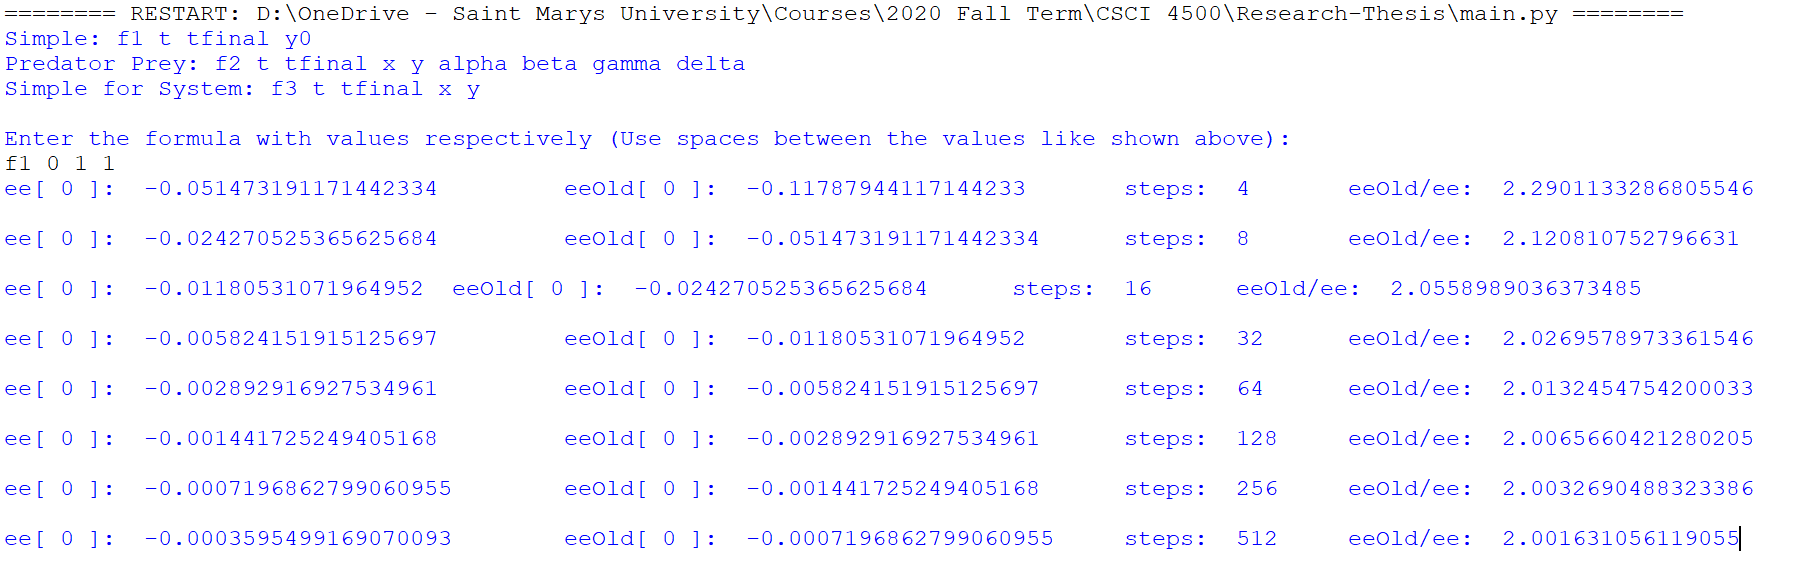 ======== RESTART: D:\OneDrive - Saint Marys University\Courses\2020 Fall Term\CSCI 4500\Research-Thesis\main.py ========
Simple: f1 t tfinal y0
Predator Prey: f2 t tfinal x y alpha beta gamma delta
Simple for System: f3 t tfinal x y
Enter the formula with values respectively (Use spaces between the values like shown above):
f1 0 1 1
ee[ 0 ]:  -0.051473191171442334 eeOld[ 0 ]:  -0.11787944117144233 steps:  4 eeOld/ee:  2.2901133286805546
ee[ 0 ]:  -0.024270525365625684 eeOld[ 0 ]:  -0.051473191171442334 steps:  8 eeOld/ee:  2.120810752796631
ee[ 0 ]:  -0.01180531071964952 eeOld[ 0 ]:  -0.024270525365625684 steps:  16 eeOld/ee:  2.0558989036373485
ee[ 0 ]:  -0.005824151915125697 eeOld[ 0 ]:  -0.01180531071964952 steps:  32 eeOld/ee:  2.0269578973361546
ee[ 0 ]:  -0.002892916927534961 eeOld[ 0 ]:  -0.005824151915125697 steps:  64 eeOld/ee:  2.0132454754200033
ee[ 0 ]:  -0.001441725249405168 eeOld[ 0 ]:  -0.002892916927534961 steps:  128 eeOld/ee:  2.0065660421280205
ee[ 0 ]:  -0.0007196862799060955 eeOld[ 0 ]:  -0.001441725249405168 steps:  256 eeOld/ee:  2.0032690488323386
ee[ 0 ]:  -0.0003595499169070093 eeOld[ 0 ]:  -0.0007196862799060955 steps:  512 eeOld/ee:  2.001631056119055